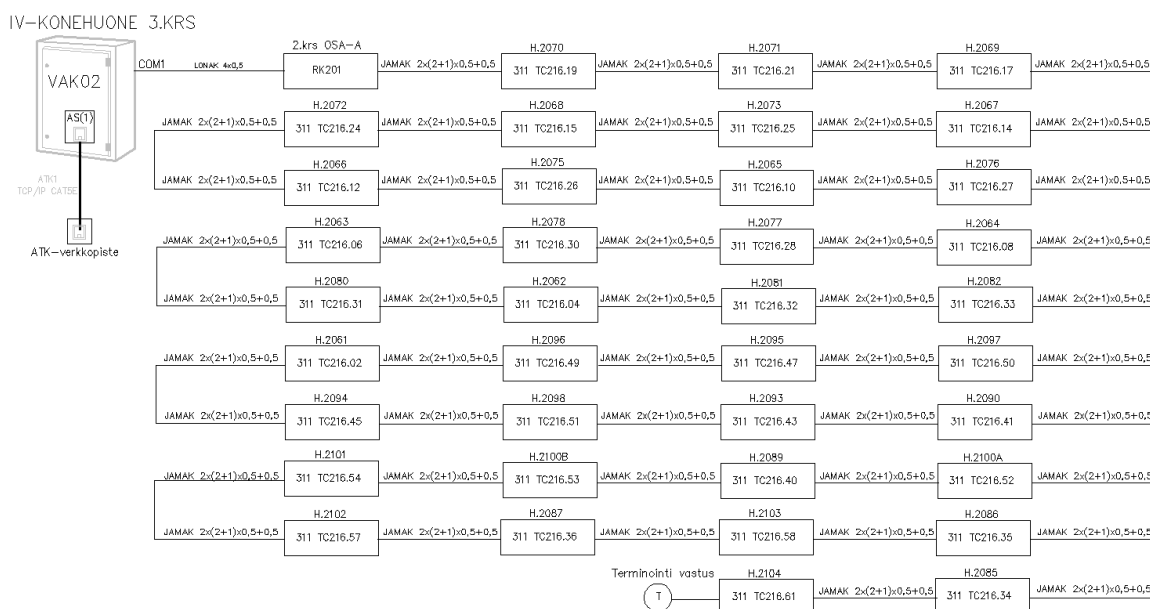 IV-KONEHUONE 3.KRS
VAK02
AS(1)
ATK1
TCP/IP CAT5E
ATK-verkkopiste
COM1
LONAK 4x0,5
2.krs OSA-A H.2070 H.2071 H.2069
RK201 JAMAK 2x(2+1)x0,5+0,5 311 TC216.19 JAMAK 2x(2+1)x0,5+0,5 311 TC216.21 JAMAK 2x(2+1)x0,5+0,5 311 TC216.17 JAMAK 2x(2+1)x0,5+0,5
H.2072 H.2068 H.2073 H.2067
JAMAK 2x(2+1)x0,5+0,5 311 TC216.24 JAMAK 2x(2+1)x0,5+0,5 311 TC216.15 JAMAK 2x(2+1)x0,5+0,5 311 TC216.25 JAMAK 2x(2+1)x0,5+0,5 311 TC216.14 JAMAK 2x(2+1)x0,5+0,5
H.2066 H.2075 H.2065 H.2076
JAMAK 2x(2+1)x0,5+0,5 311 TC216.12 JAMAK 2x(2+1)x0,5+0,5 311 TC216.26 JAMAK 2x(2+1)x0,5+0,5 311 TC216.10 JAMAK 2x(2+1)x0,5+0,5 311 TC216.27 JAMAK 2x(2+1)x0,5+0,5
H.2063 H.2078 H.2077 H.2064
JAMAK 2x(2+1)x0,5+0,5 311 TC216.06 JAMAK 2x(2+1)x0,5+0,5 311 TC216.30 JAMAK 2x(2+1)x0,5+0,5 311 TC216.28 JAMAK 2x(2+1)x0,5+0,5 311 TC216.08 JAMAK 2x(2+1)x0,5+0,5
H.2080 H.2062 H.2081 H.2082
JAMAK 2x(2+1)x0,5+0,5 311 TC216.31 JAMAK 2x(2+1)x0,5+0,5 311 TC216.04 JAMAK 2x(2+1)x0,5+0,5 311 TC216.32 JAMAK 2x(2+1)x0,5+0,5 311 TC216.33 JAMAK 2x(2+1)x0,5+0,5
H.2061 H.2096 H.2095 H.2097
JAMAK 2x(2+1)x0,5+0,5 311 TC216.02 JAMAK 2x(2+1)x0,5+0,5 311 TC216.49 JAMAK 2x(2+1)x0,5+0,5 311 TC216.47 JAMAK 2x(2+1)x0,5+0,5 311 TC216.50 JAMAK 2x(2+1)x0,5+0,5
H.2094 H.2098 H.2093 H.2090
JAMAK 2x(2+1)x0,5+0,5 311 TC216.45 JAMAK 2x(2+1)x0,5+0,5 311 TC216.51 JAMAK 2x(2+1)x0,5+0,5 311 TC216.43 JAMAK 2x(2+1)x0,5+0,5 311 TC216.41 JAMAK 2x(2+1)x0,5+0,5
H.2101 H.2100B H.2089 H.2100A
JAMAK 2x(2+1)x0,5+0,5 311 TC216.54 JAMAK 2x(2+1)x0,5+0,5 311 TC216.53 JAMAK 2x(2+1)x0,5+0,5 311 TC216.40 JAMAK 2x(2+1)x0,5+0,5 311 TC216.52 JAMAK 2x(2+1)x0,5+0,5
H.2102 H.2087 H.2103 H.2086
JAMAK 2x(2+1)x0,5+0,5 311 TC216.57 JAMAK 2x(2+1)x0,5+0,5 311 TC216.36 JAMAK 2x(2+1)x0,5+0,5 311 TC216.58 JAMAK 2x(2+1)x0,5+0,5 311 TC216.35 JAMAK 2x(2+1)x0,5+0,5
Terminointi vastus H.2104 H.2085
T 311 TC216.61 JAMAK 2x(2+1)x0,5+0,5 311 TC216.34 JAMAK 2x(2+1)x0,5+0,5